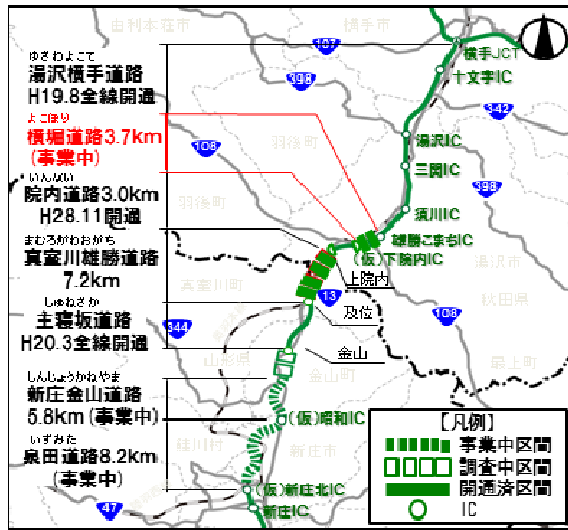 由利本荘市
横手市
107
ゆざわよこて
湯沢横手道路
H19.8全線開通
横手JCT
十文字IC
398
342
よこぼり
横堀道路3.7km
(事業中)
羽後町
108
湯沢IC
三関IC
398
いんない
院内道路3.0km
H28.11開通
羽後町
須川IC
雄勝こまちIC
(仮)下院内IC
湯沢市
まむろがわおがち
真室川雄勝道路
7.2km
真室川町
上院内
13
秋田県
108
しゅねざか
主寝坂道路
H20.3全線開通
344
及位
山形県
金山
金山町
最上町
しんじょうかねやま
新庄金山道路
5.8km(事業中)
(仮)昭和IC
鮭川村
新庄市
いずみた
泉田道路8.2km
(事業中)
47
(仮)新庄北IC
新庄IC
【凡例】
事業中区間
調査中区間
開通済区間
IC